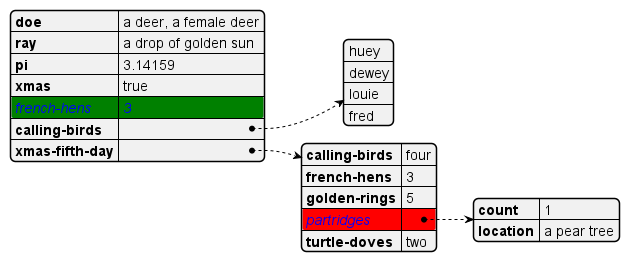 doe a deer, a female deer
ray a drop of golden sun
pi 3.14159
xmas true
french-hens 3
calling-birds
xmas-fifth-day
huey
dewey
louie
fred
calling-birds four
french-hens 3
golden-rings 5
partridges
turtle-doves two
count 1
location a pear tree